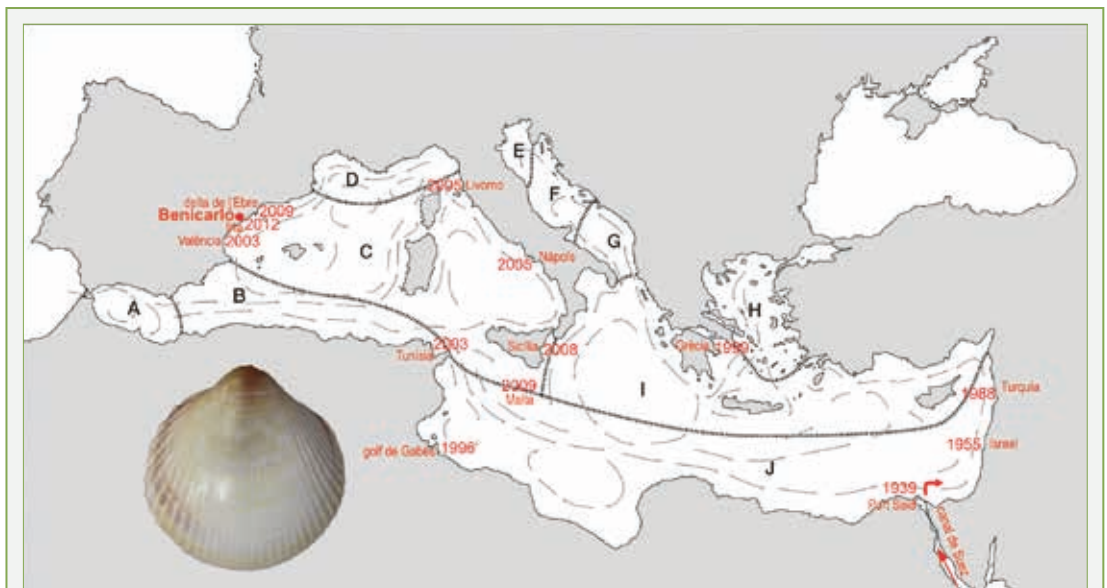 E
D
2005 Livorno
delta de l'Ebre
2009
F
Benicarló
2012
G
València 2003
C
Nàpols
2005
H
A
B
2003
Tunísia
Sicília 2008
Grècia 1999
2009
Malta
I
1988 Turquia
golf de Gabes 1996
1955 Israel
J
1939
Port Said
canal de Suez